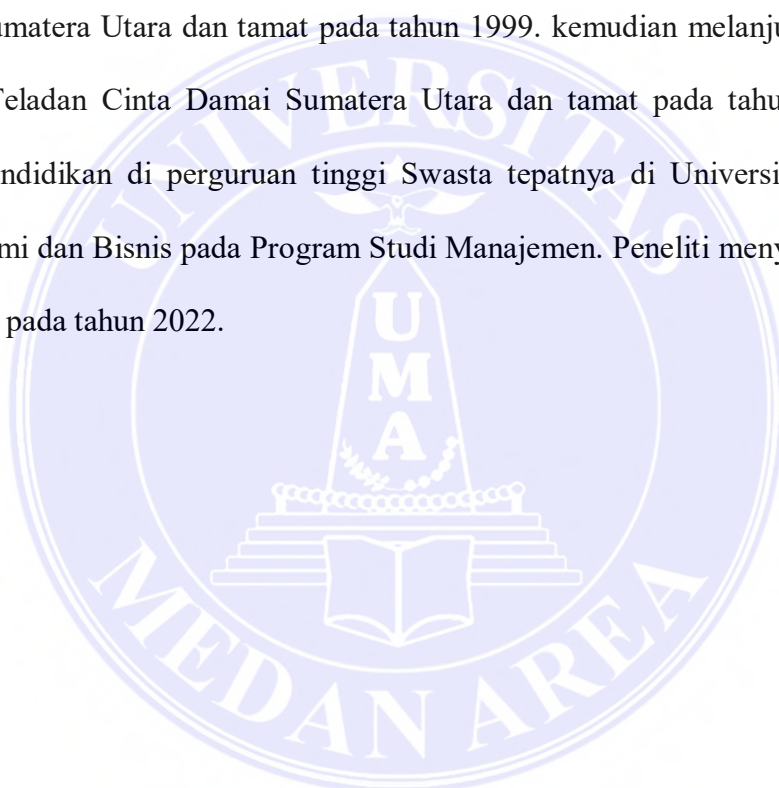 umatera Utara dan tamat pada tahun 1999. kemudian melanju
Teladan Cinta Damai Sumatera Utara dan tamat pada tahu
ndidikan di perguruan tinggi Swasta tepatnya di Universi
mi dan Bisnis pada Program Studi Manajemen. Peneliti meny
pada tahun 2022.
UNIVERSITAS
U
M
A
MEDAN AREA